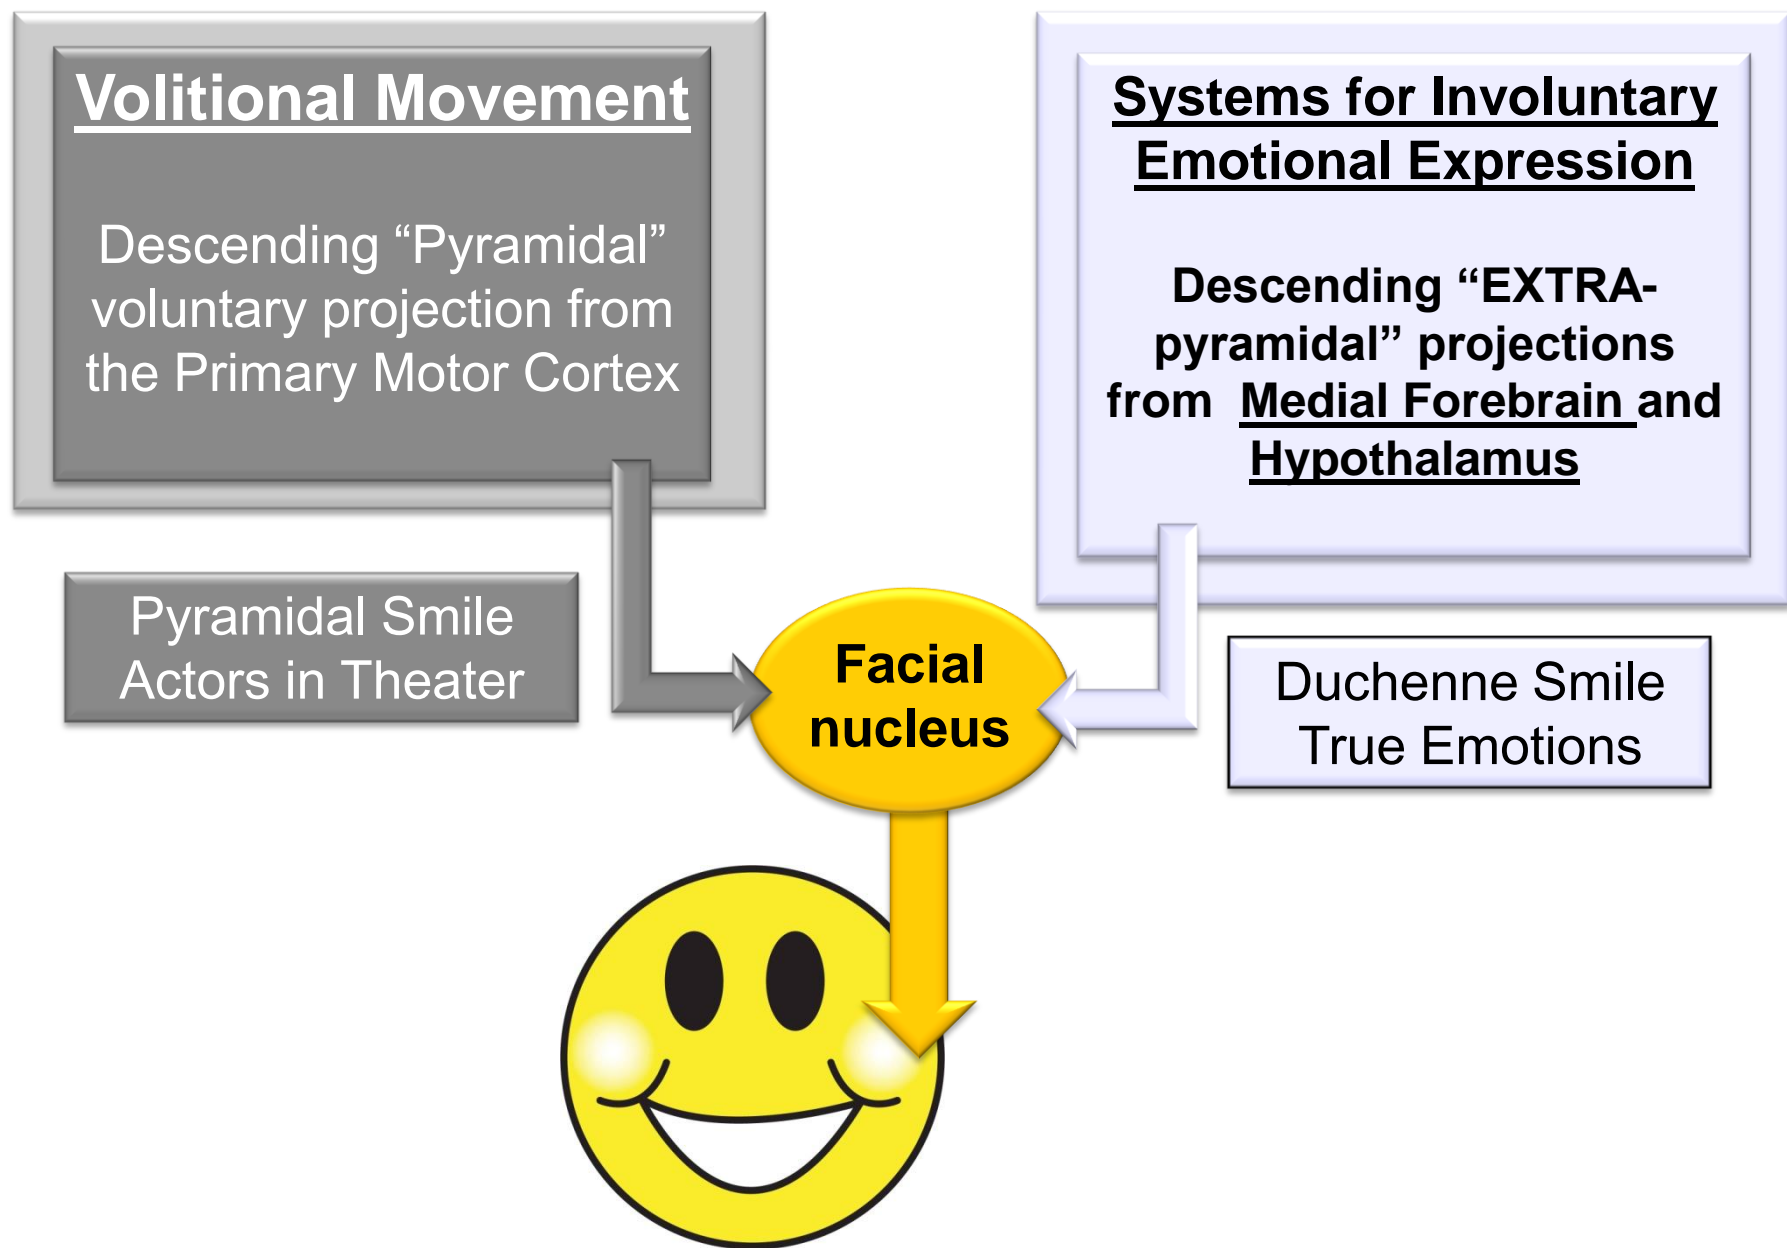 Volitional Movement
Descending “Pyramidal”
voluntary projection from
the Primary Motor Cortex
Pyramidal Smile
Actors in Theater
Systems for Involuntary
Emotional Expression
Descending “EXTRA-
pyramidal” projections
from Medial Forebrain and
Hypothalamus
Duchenne Smile
True Emotions
Facial
nucleus